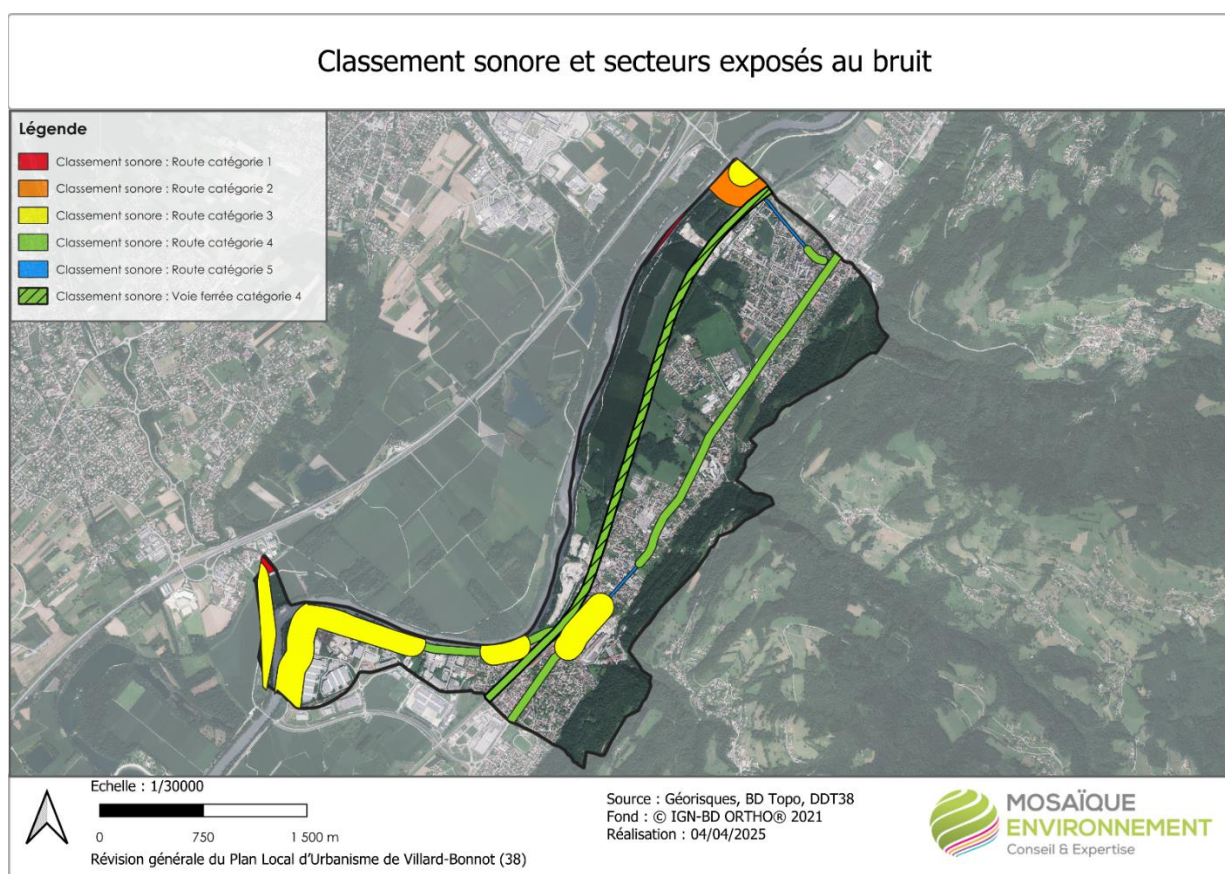 Classement sonore et secteurs exposés au bruit
Légende
Classement sonore : Route catégorie 1
Classement sonore : Route catégorie 2
Classement sonore : Route catégorie 3
Classement sonore : Route catégorie 4
Classement sonore : Route catégorie 5
Classement sonore : Voie ferrée catégorie 4
Echelle : 1/30000
0 750 1 500 m
Révision générale du Plan Local d'Urbanisme de Villard-Bonnot (38)
Source : Géorisques, BD Topo, DDT38
Fond : © IGN-BD ORTHO® 2021
Réalisation : 04/04/2025
MOSAÏQUE
ENVIRONNEMENT
Conseil & Expertise